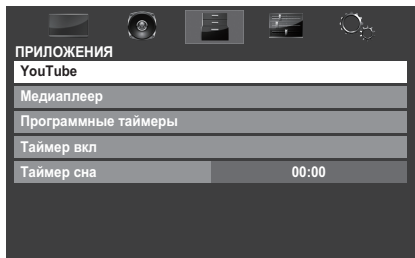 ПРИЛОЖЕНИЯ
YouTube
Медиаплеер
Программные таймеры
Таймер вкл
Таймер сна 00:00